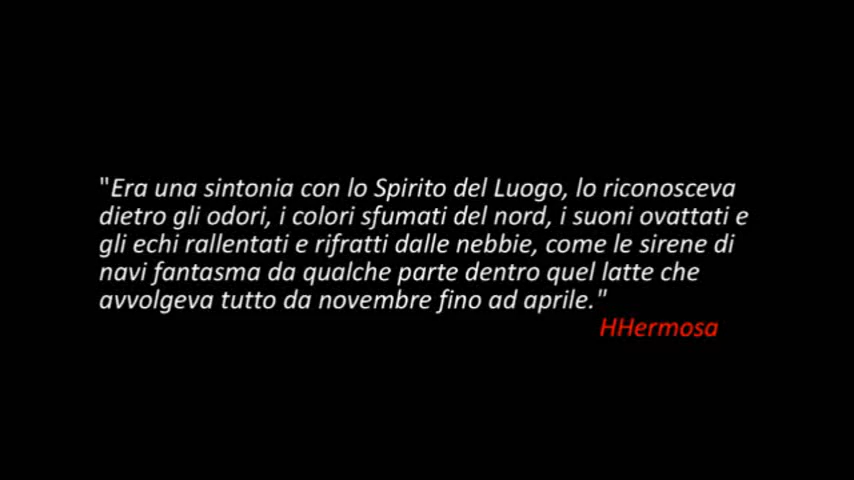 "Era una sintonia con lo Spirito del Luogo, lo riconosceva
dietro gli odori, i colori sfumati del nord, i suoni ovattati e
gli echi rallentati e rifratti dalle nebbie, come le sirene di
navi fantasma da qualche parte dentro quel latte che
avvolgeva tutto da novembre fino ad aprile."
HHermosa